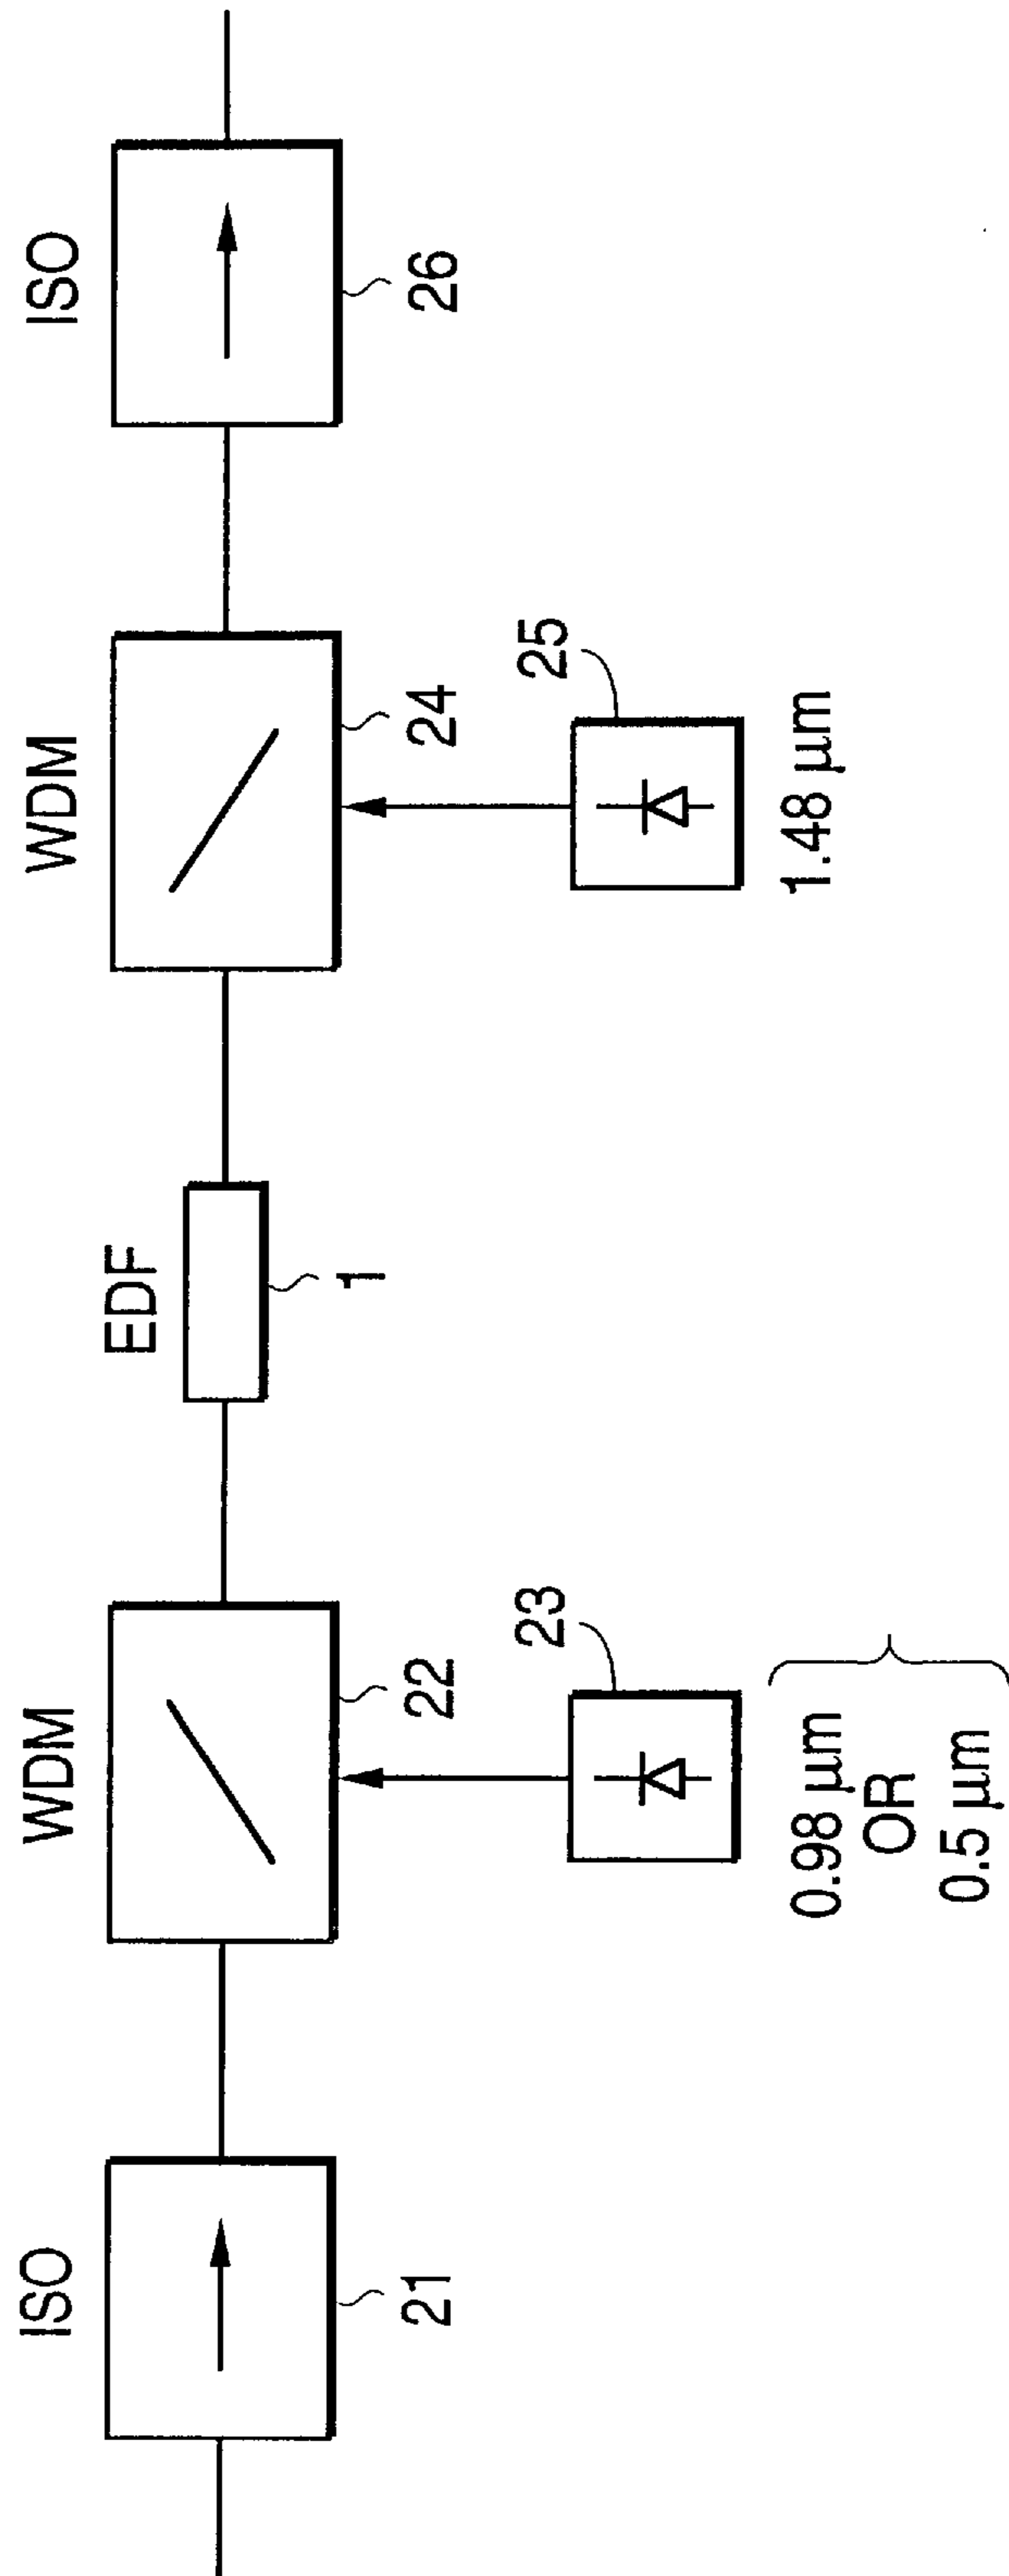 ISO
WDM
EDF
WDM
ISO
21
22
1
24
26
23
25
0.98 μm
OR
0.5 μm
1.48 μm